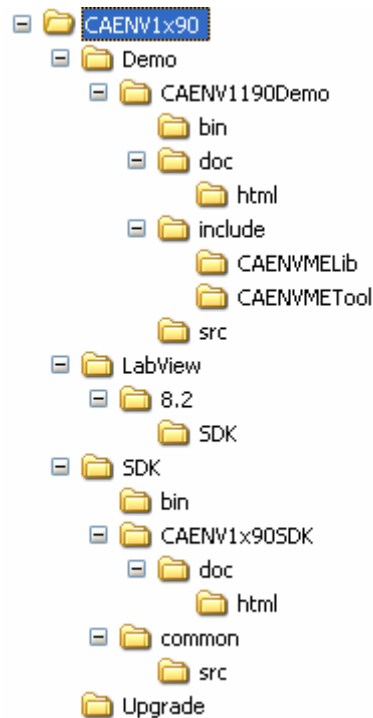 CAENV1x90
Demo
CAENV1190Demo
bin
doc
html
include
CAENVMELib
CAENVMETool
src
LabView
8.2
SDK
SDK
bin
CAENV1x90SDK
doc
html
common
src
Upgrade